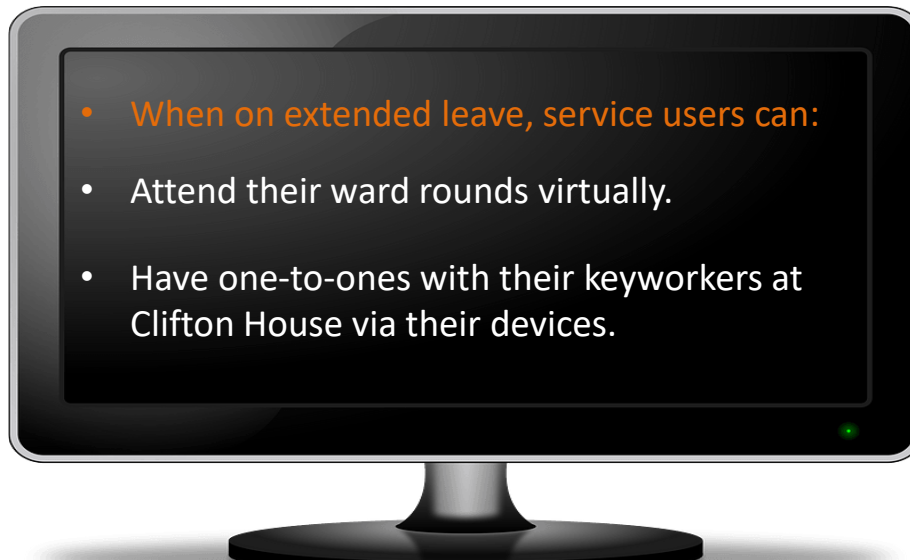 • When on extended leave, service users can:
• Attend their ward rounds virtually.
• Have one-to-ones with their keyworkers at
Clifton House via their devices.